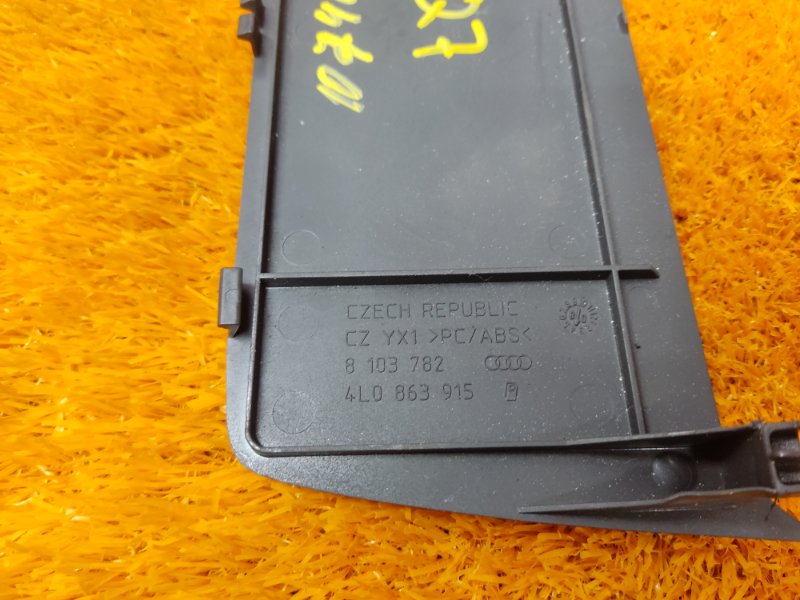 CZECH REPUBLIC
CZ YX1 >PC/ABS<
8 103 782
4L0 863 915